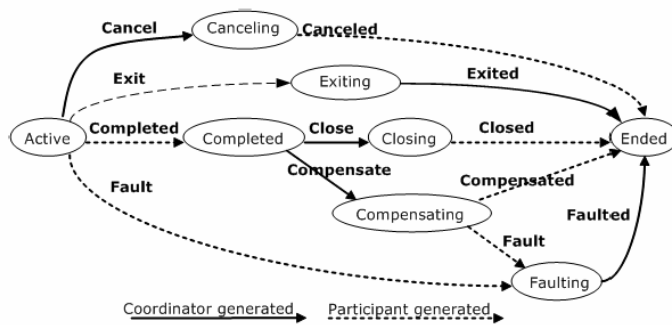 Cancel
Canceling
Canceled
Exit
Exiting
Exited
Active
Completed
Completed
Close
Closing
Closed
Ended
Compensate
Compensated
Compensating
Faulted
Fault
Fault
Faulting
Coordinator generated
Participant generated